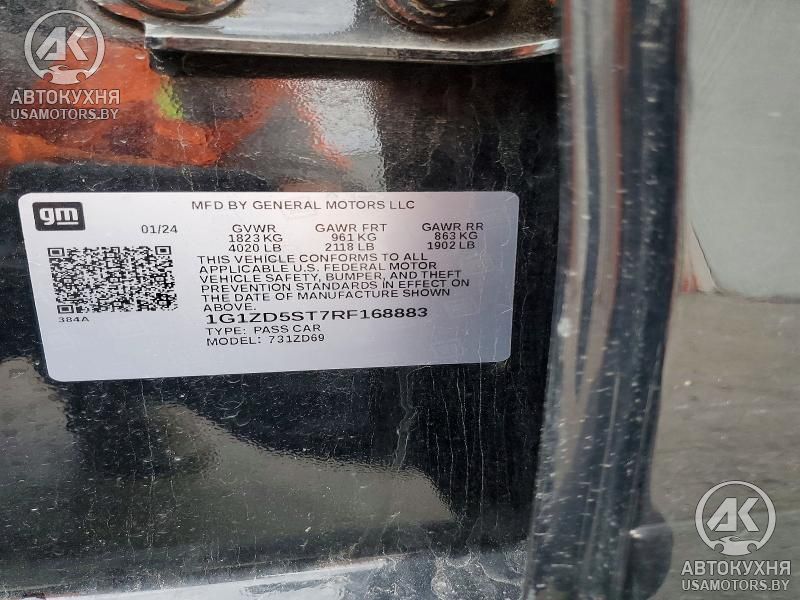 AK
АВТОКУХНЯ
USAMOTORS.BY
gm
MFD BY GENERAL MOTORS LLC
01/24 GVWR GAWR FRT GAWR RR
1823 KG 961 KG 863 KG
4020 LB 2118 LB 1902 LB
THIS VEHICLE CONFORMS TO ALL
APPLICABLE U.S. FEDERAL MOTOR
VEHICLE SAFETY, BUMPER, AND THEFT
PREVENTION STANDARDS IN EFFECT ON
THE DATE OF MANUFACTURE SHOWN
ABOVE.
384A
1G1ZD5ST7RF168883
TYPE: PASS CAR
MODEL: 731ZD69
AK
АВТОКУХНЯ
USAMOTORS.BY